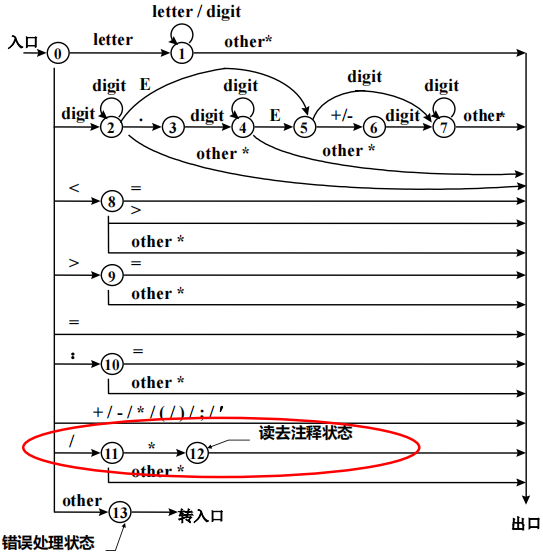 letter / digit
入口 0 letter 1 other*
digit E digit digit digit
digit 2 . 3 digit 4 E 5 +/- 6 digit 7 other*
other * other *
< 8 =
>
other *
> 9 =
other *
=
: 10 =
other *
+ / - / * / ( / ) / ; / ′
/ 11 * 12 读去注释状态
other *
other 13 转入口 出口
错误处理状态